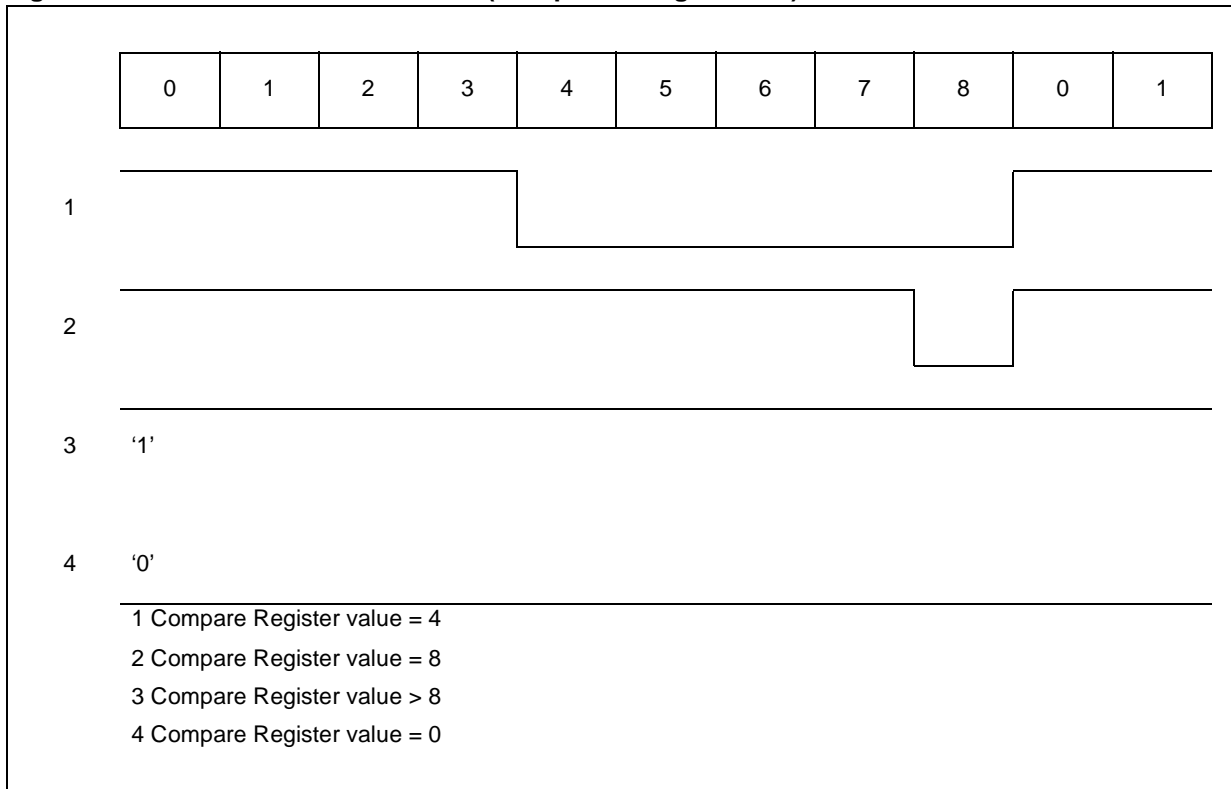 0 1 2 3 4 5 6 7 8 0 1
1
2
3 ‘1’
4 ‘0’
1 Compare Register value = 4
2 Compare Register value = 8
3 Compare Register value > 8
4 Compare Register value = 0